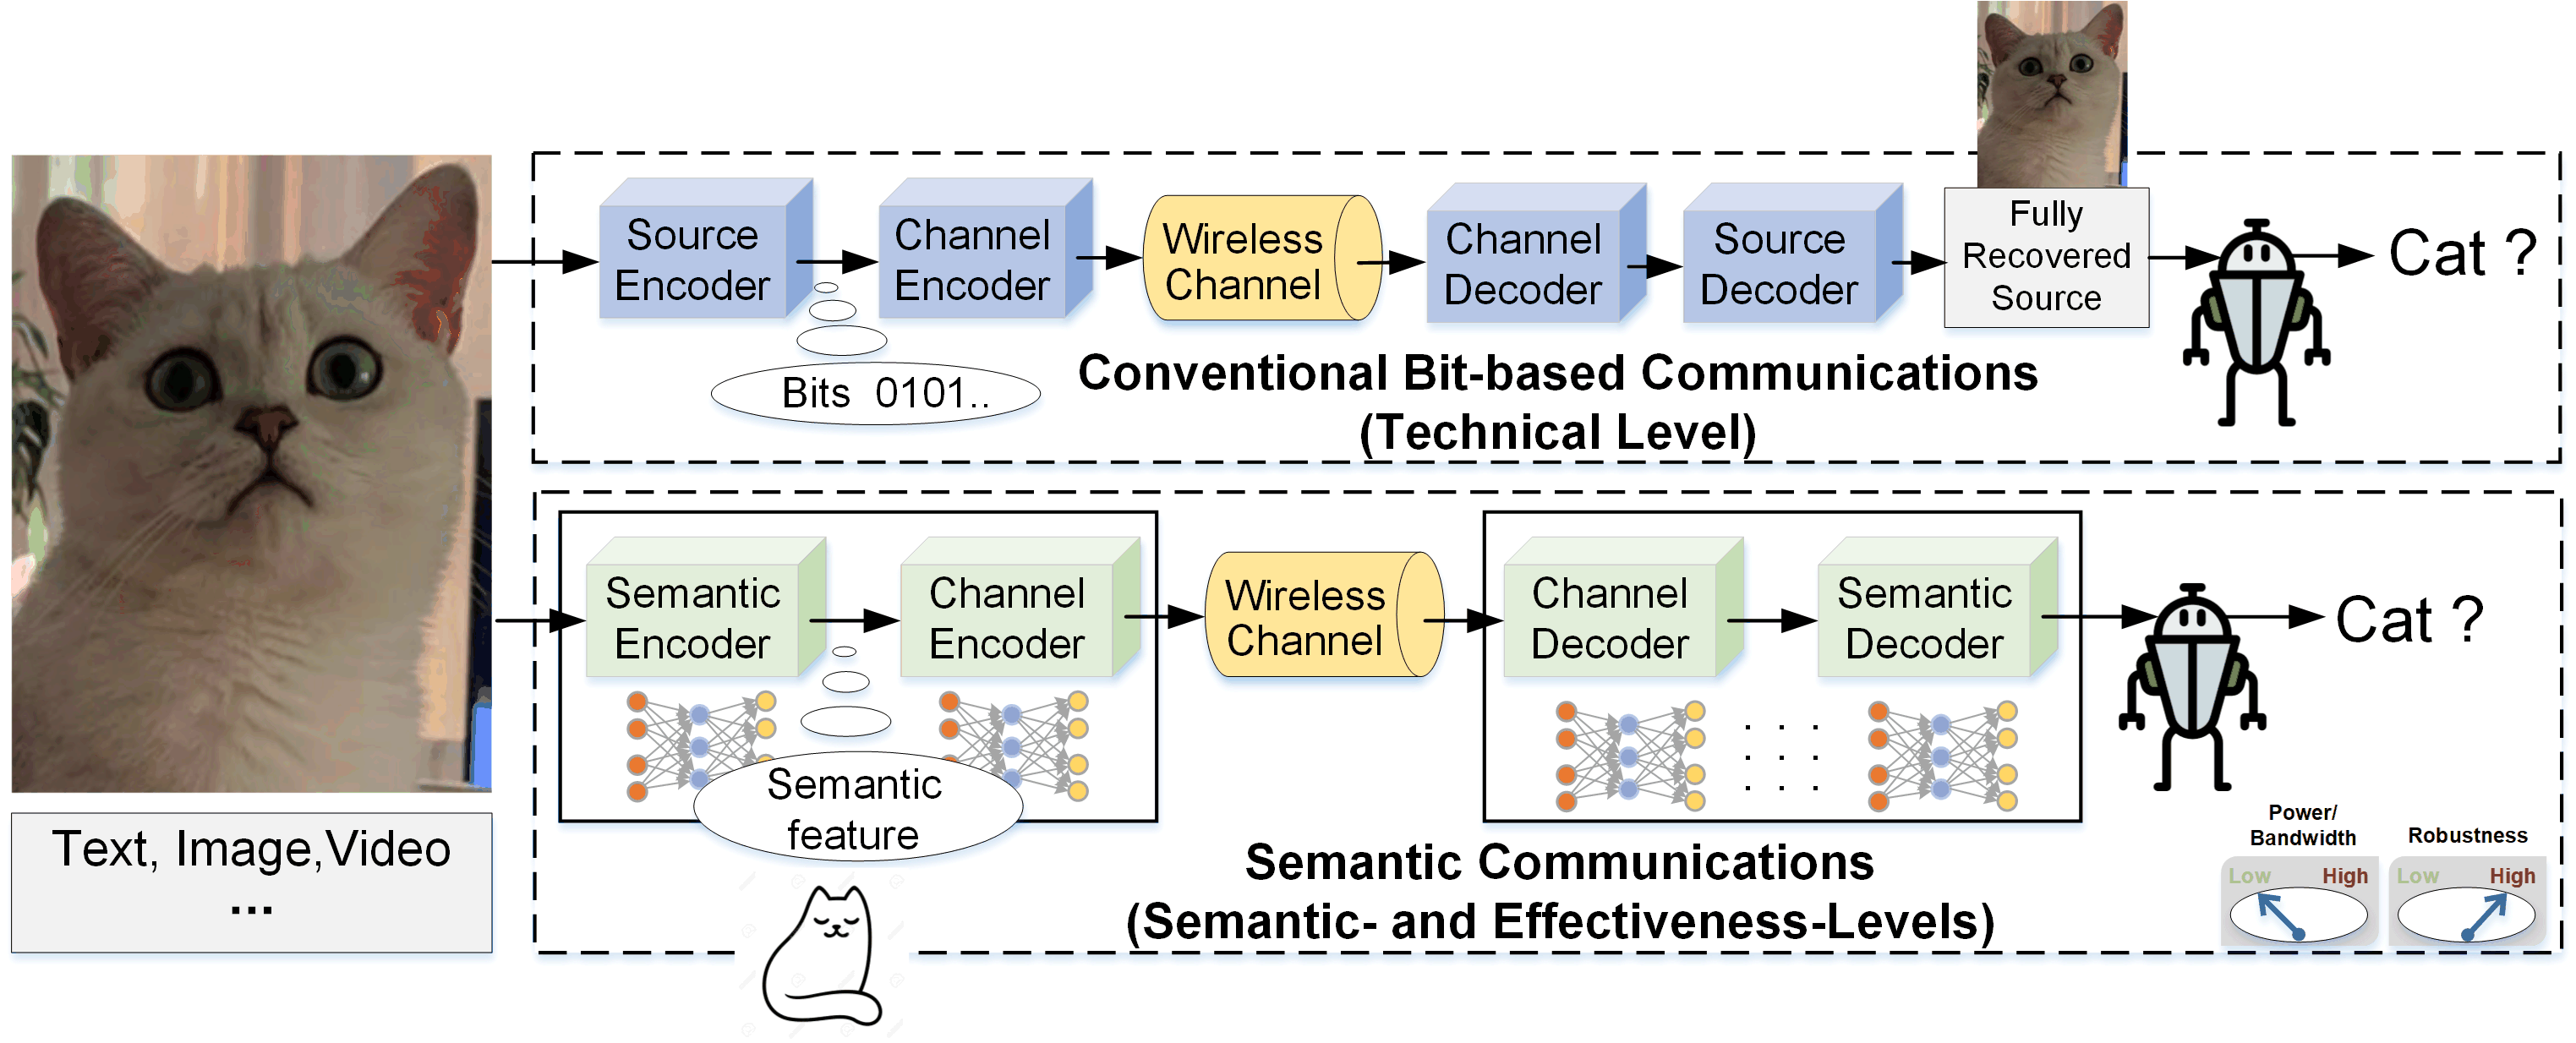 Source
Encoder
Channel
Encoder
Wireless
Channel
Channel
Decoder
Source
Decoder
Fully
Recovered
Source
Cat ?
Bits 0101..
Conventional Bit-based Communications
(Technical Level)
Semantic
Encoder
Channel
Encoder
Wireless
Channel
Channel
Decoder
Semantic
Decoder
Cat ?
Semantic
feature
Text, Image,Video
...
Semantic Communications
(Semantic- and Effectiveness-Levels)
Power/
Bandwidth
Low High
Robustness
Low High